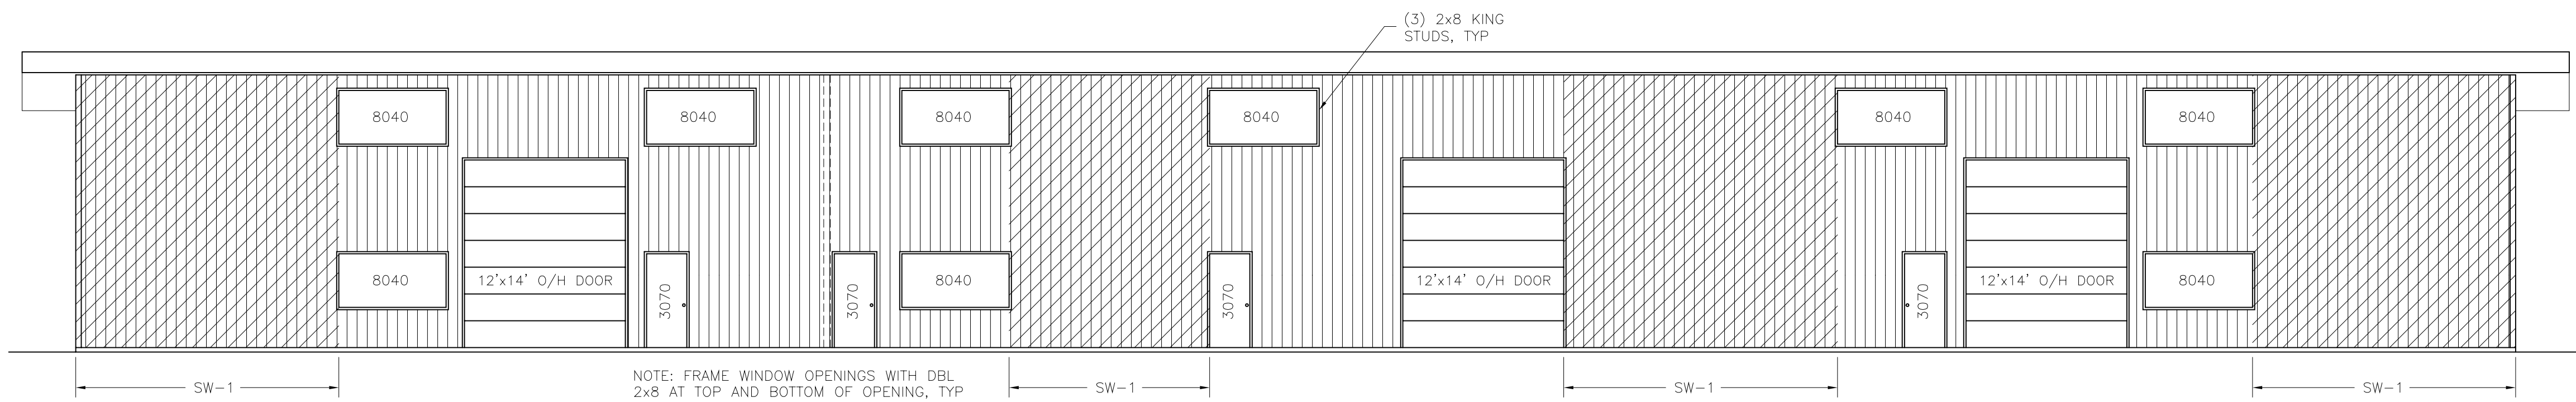 (3) 2x8 KING
STUDS, TYP
8040
8040
8040
8040
8040
8040
8040
12'x14' O/H DOOR
3070
3070
8040
3070
12'x14' O/H DOOR
3070
12'x14' O/H DOOR
8040
NOTE: FRAME WINDOW OPENINGS WITH DBL
2x8 AT TOP AND BOTTOM OF OPENING, TYP
SW-1
SW-1
SW-1
SW-1